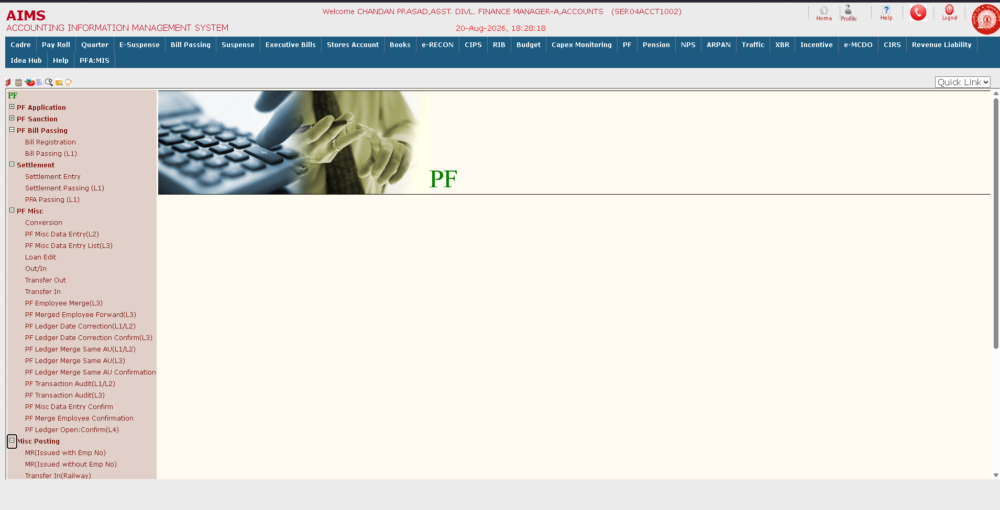 AIMS
ACCOUNTING INFORMATION MANAGEMENT SYSTEM
Welcome CHANDAN PRASAD,ASST. DIVL. FINANCE MANAGER-A,ACCOUNTS (SER04ACCT1002)
20-Aug-2026, 18:28:18
Home Profile Help Logout
Cadre Pay Roll Quarter E-Suspense Bill Passing Suspense Executive Bills Stores Account Books e-RECON CIPS RIB Budget Capex Monitoring PF Pension NPS ARPAN Traffic XBR Incentive e-MCDO CIRS Revenue Liability
Idea Hub Help PFA:MIS
Quick Link
PF
PF Application
PF Sanction
PF Bill Passing
Bill Registration
Bill Passing (L1)
Settlement
Settlement Entry
Settlement Passing (L1)
PFA Passing (L1)
PF Misc
Conversion
PF Misc Data Entry(L2)
PF Misc Data Entry List(L3)
Loan Edit
Out/In
Transfer Out
Transfer In
PF Employee Merge(L3)
PF Merged Employee Forward(L3)
PF Ledger Date Correction(L1/L2)
PF Ledger Date Correction Confirm(L3)
PF Ledger Merge Same AU(L1/L2)
PF Ledger Merge Same AU(L3)
PF Ledger Merge Same AU Confirmation
PF Transaction Audit(L1/L2)
PF Transaction Audit(L3)
PF Misc Data Entry Confirm
PF Merge Employee Confirmation
PF Ledger Open:Confirm(L4)
Misc Posting
MR(Issued with Emp No)
MR(Issued without Emp No)
Transfer In(Railway)
PF